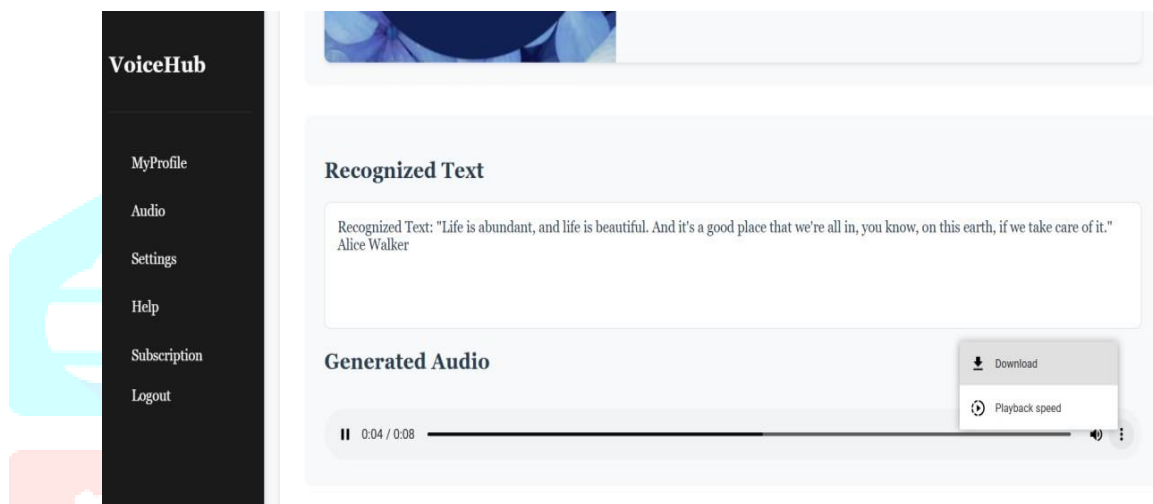 VoiceHub
MyProfile
Audio
Settings
Help
Subscription
Logout
Recognized Text
Recognized Text: "Life is abundant, and life is beautiful. And it's a good place that we're all in, you know, on this earth, if we take care of it."
Alice Walker
Generated Audio
Download
Playback speed
0:04 / 0:08